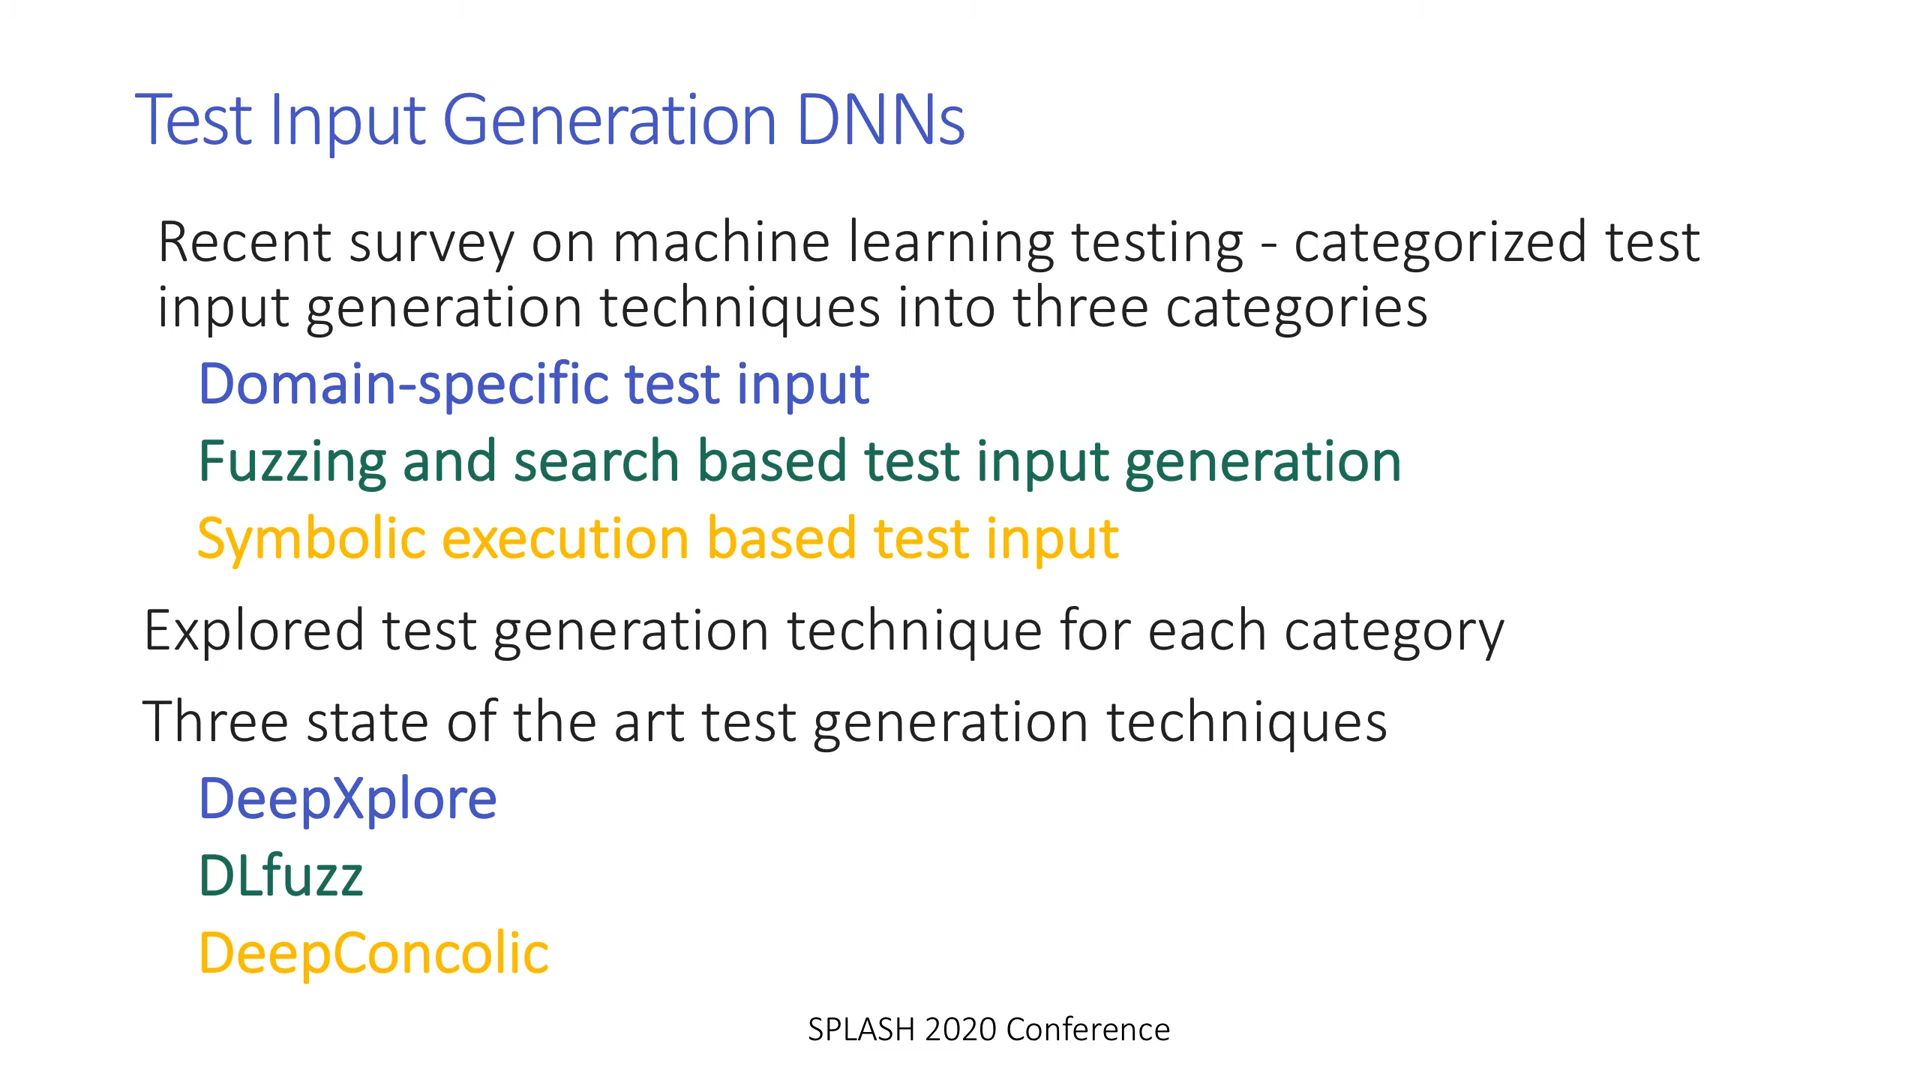 Test Input Generation DNNs
Recent survey on machine learning testing - categorized test
input generation techniques into three categories
Domain-specific test input
Fuzzing and search based test input generation
Symbolic execution based test input
Explored test generation technique for each category
Three state of the art test generation techniques
DeepXplore
DLfuzz
DeepConcolic
SPLASH 2020 Conference